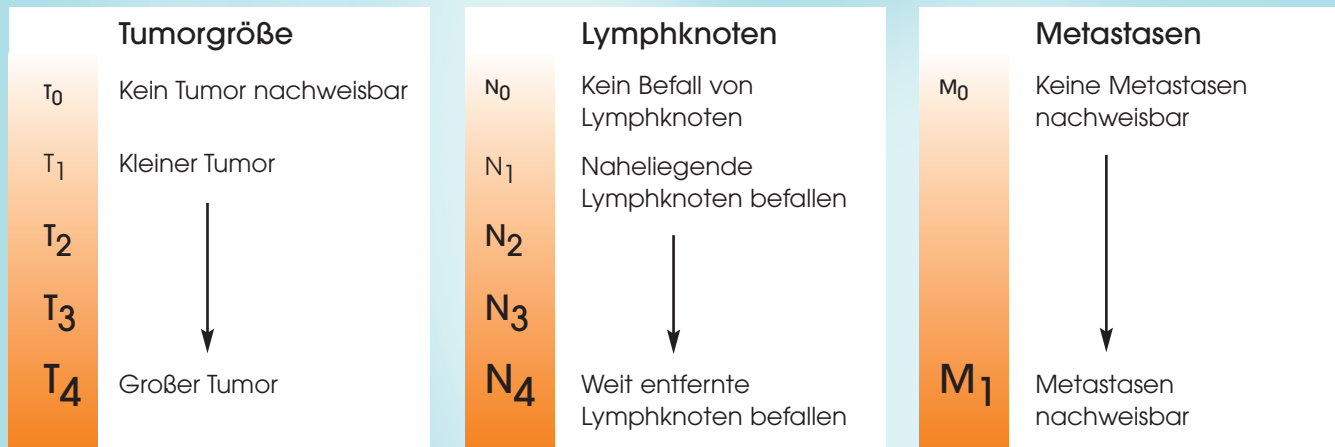 Tumorgröße
T0 Kein Tumor nachweisbar
T1 Kleiner Tumor
T2
T3
T4 Großer Tumor
Lymphknoten
N0 Kein Befall von
Lymphknoten
N1 Naheliegende
Lymphknoten befallen
N2
N3
N4 Weit entfernte
Lymphknoten befallen
Metastasen
M0 Keine Metastasen
nachweisbar
M1 Metastasen
nachweisbar